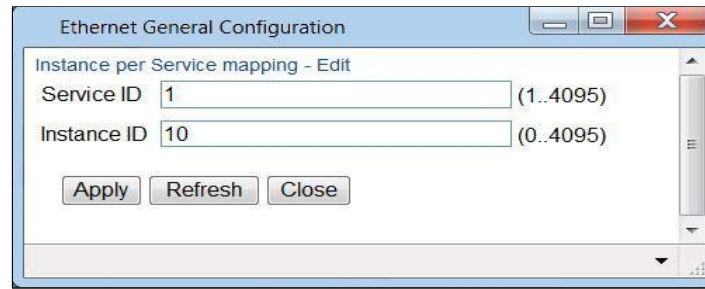 Ethernet General Configuration
Instance per Service mapping - Edit
Service ID 1 (1..4095)
Instance ID 10 (0..4095)
Apply Refresh Close